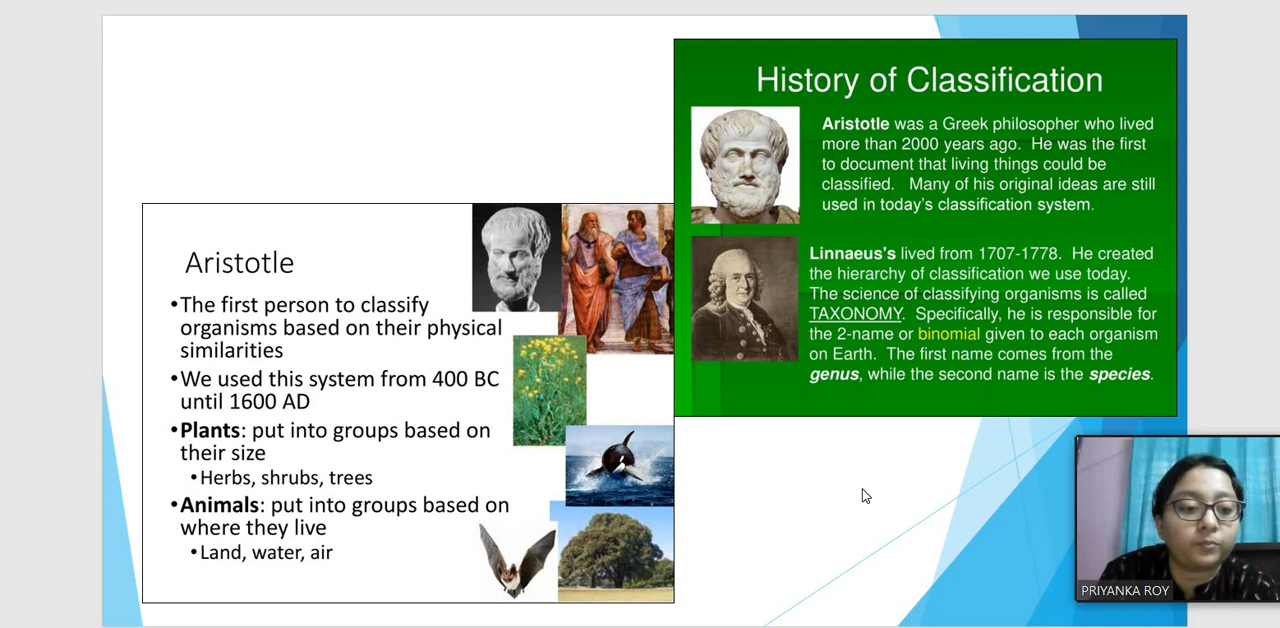 History of Classification
Aristotle was a Greek philosopher who lived
more than 2000 years ago. He was the first
to document that living things could be
classified. Many of his original ideas are still
used in today's classification system.
Linnaeus's lived from 1707-1778. He created
the hierarchy of classification we use today.
The science of classifying organisms is called
TAXONOMY. Specifically, he is responsible for
the 2-name or binomial given to each organism
on Earth. The first name comes from the
genus, while the second name is the species.
Aristotle
•The first person to classify
organisms based on their physical
similarities
•We used this system from 400 BC
until 1600 AD
•Plants: put into groups based on
their size
•Herbs, shrubs, trees
•Animals: put into groups based on
where they live
•Land, water, air
PRIYANKA ROY